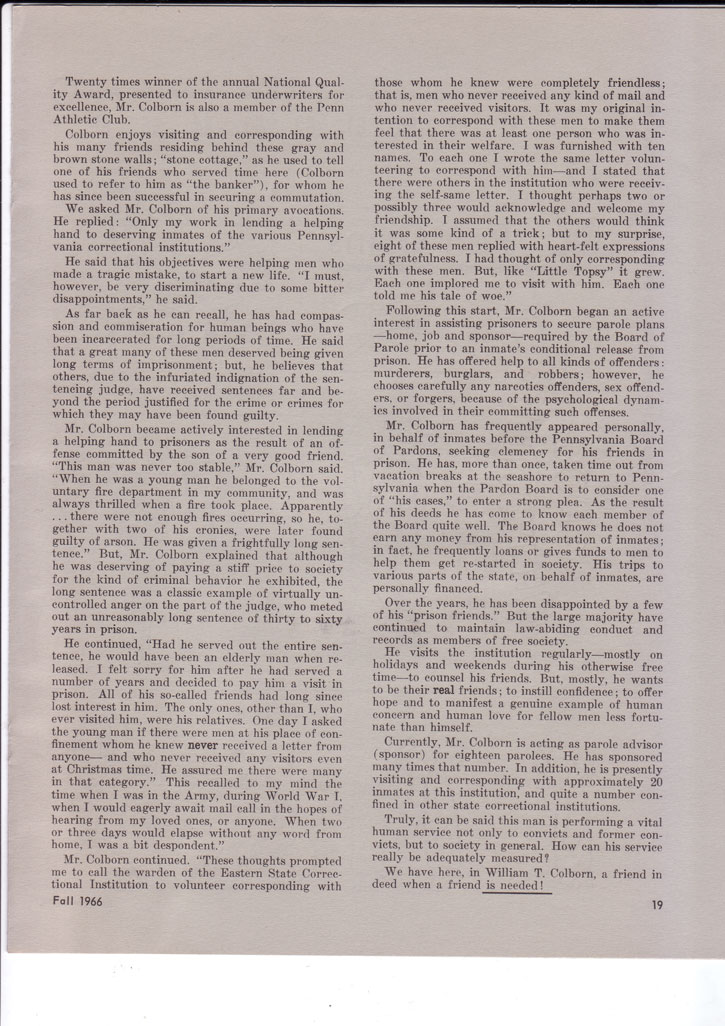 Twenty times winner of the annual National Qual-
ity Award, presented to insurance underwriters for
excellence, Mr. Colborn is also a member of the Penn
Athletic Club.
Colborn enjoys visiting and corresponding with
his many friends residing behind these gray and
brown stone walls; "stone cottage," as he used to tell
one of his friends who served time here (Colborn
used to refer to him as "the banker"), for whom he
has since been successful in securing a commutation.
We asked Mr. Colborn of his primary avocations.
He replied: "Only my work in lending a helping
hand to deserving inmates of the various Pennsyl-
vania correctional institutions."
He said that his objectives were helping men who
made a tragic mistake, to start a new life. "I must,
however, be very discriminating due to some bitter
disappointments," he said.
As far back as he can recall, he has had compas-
sion and commiseration for human beings who have
been incarcerated for long periods of time. He said
that a great many of these men deserved being given
long terms of imprisonment; but, he believes that
others, due to the infuriated indignation of the sen-
tencing judge, have received sentences far and be-
yond the period justified for the crime or crimes for
which they may have been found guilty.
Mr. Colborn became actively interested in lending
a helping hand to prisoners as the result of an of-
fense committed by the son of a very good friend.
"This man was never too stable," Mr. Colborn said.
"When he was a young man he belonged to the vol-
untary fire department in my community, and was
always thrilled when a fire took place. Apparently
... there were not enough fires occurring, so he, to-
gether with two of his cronies, were later found
guilty of arson. He was given a frightfully long sen-
tence." But, Mr. Colborn explained that although
he was deserving of paying a stiff price to society
for the kind of criminal behavior he exhibited, the
long sentence was a classic example of virtually un-
controlled anger on the part of the judge, who meted
out an unreasonably long sentence of thirty to sixty
years in prison.
He continued, "Had he served out the entire sen-
tence, he would have been an elderly man when re-
leased. I felt sorry for him after he had served a
number of years and decided to pay him a visit in
prison. All of his so-called friends had long since
lost interest in him. The only ones, other than I, who
ever visited him, were his relatives. One day I asked
the young man if there were men at his place of con-
finement whom he knew never received a letter from
anyone— and who never received any visitors even
at Christmas time. He assured me there were many
in that category." This recalled to my mind the
time when I was in the Army, during World War I,
when I would eagerly await mail call in the hopes of
hearing from my loved ones, or anyone. When two
or three days would elapse without any word from
home, I was a bit despondent."
Mr. Colborn continued. "These thoughts prompted
me to call the warden of the Eastern State Correc-
tional Institution to volunteer corresponding with
those whom he knew were completely friendless;
that is, men who never received any kind of mail and
who never received visitors. It was my original in-
tention to correspond with these men to make them
feel that there was at least one person who was in-
terested in their welfare. I was furnished with ten
names. To each one I wrote the same letter volun-
teering to correspond with him—and I stated that
there were others in the institution who were receiv-
ing the self-same letter. I thought perhaps two or
possibly three would acknowledge and welcome my
friendship. I assumed that the others would think
it was some kind of a trick; but to my surprise,
eight of these men replied with heart-felt expressions
of gratefulness. I had thought of only corresponding
with these men. But, like "Little Topsy" it grew.
Each one implored me to visit with him. Each one
told me his tale of woe."
Following this start, Mr. Colborn began an active
interest in assisting prisoners to secure parole plans
—home, job and sponsor—required by the Board of
Parole prior to an inmate's conditional release from
prison. He has offered help to all kinds of offenders:
murderers, burglars, and robbers; however, he
chooses carefully any narcotics offenders, sex offend-
ers, or forgers, because of the psychological dynam-
ics involved in their committing such offenses.
Mr. Colborn has frequently appeared personally,
in behalf of inmates before the Pennsylvania Board
of Pardons, seeking clemency for his friends in
prison. He has, more than once, taken time out from
vacation breaks at the seashore to return to Penn-
sylvania when the Pardon Board is to consider one
of "his cases," to enter a strong plea. As the result
of his deeds he has come to know each member of
the Board quite well. The Board knows he does not
earn any money from his representation of inmates;
in fact, he frequently loans or gives funds to men to
help them get re-started in society. His trips to
various parts of the state, on behalf of inmates, are
personally financed.
Over the years, he has been disappointed by a few
of his "prison friends." But the large majority have
continued to maintain law-abiding conduct and
records as members of free society.
He visits the institution regularly—mostly on
holidays and weekends during his otherwise free
time—to counsel his friends. But, mostly, he wants
to be their real friends; to instill confidence; to offer
hope and to manifest a genuine example of human
concern and human love for fellow men less fortu-
nate than himself.
Currently, Mr. Colborn is acting as parole advisor
(sponsor) for eighteen parolees. He has sponsored
many times that number. In addition, he is presently
visiting and corresponding with approximately 20
inmates at this institution, and quite a number con-
fined in other state correctional institutions.
Truly, it can be said this man is performing a vital
human service not only to convicts and former con-
victs, but to society in general. How can his service
really be adequately measured?
We have here, in William T. Colborn, a friend in
deed when a friend is needed!
Fall 1966
19